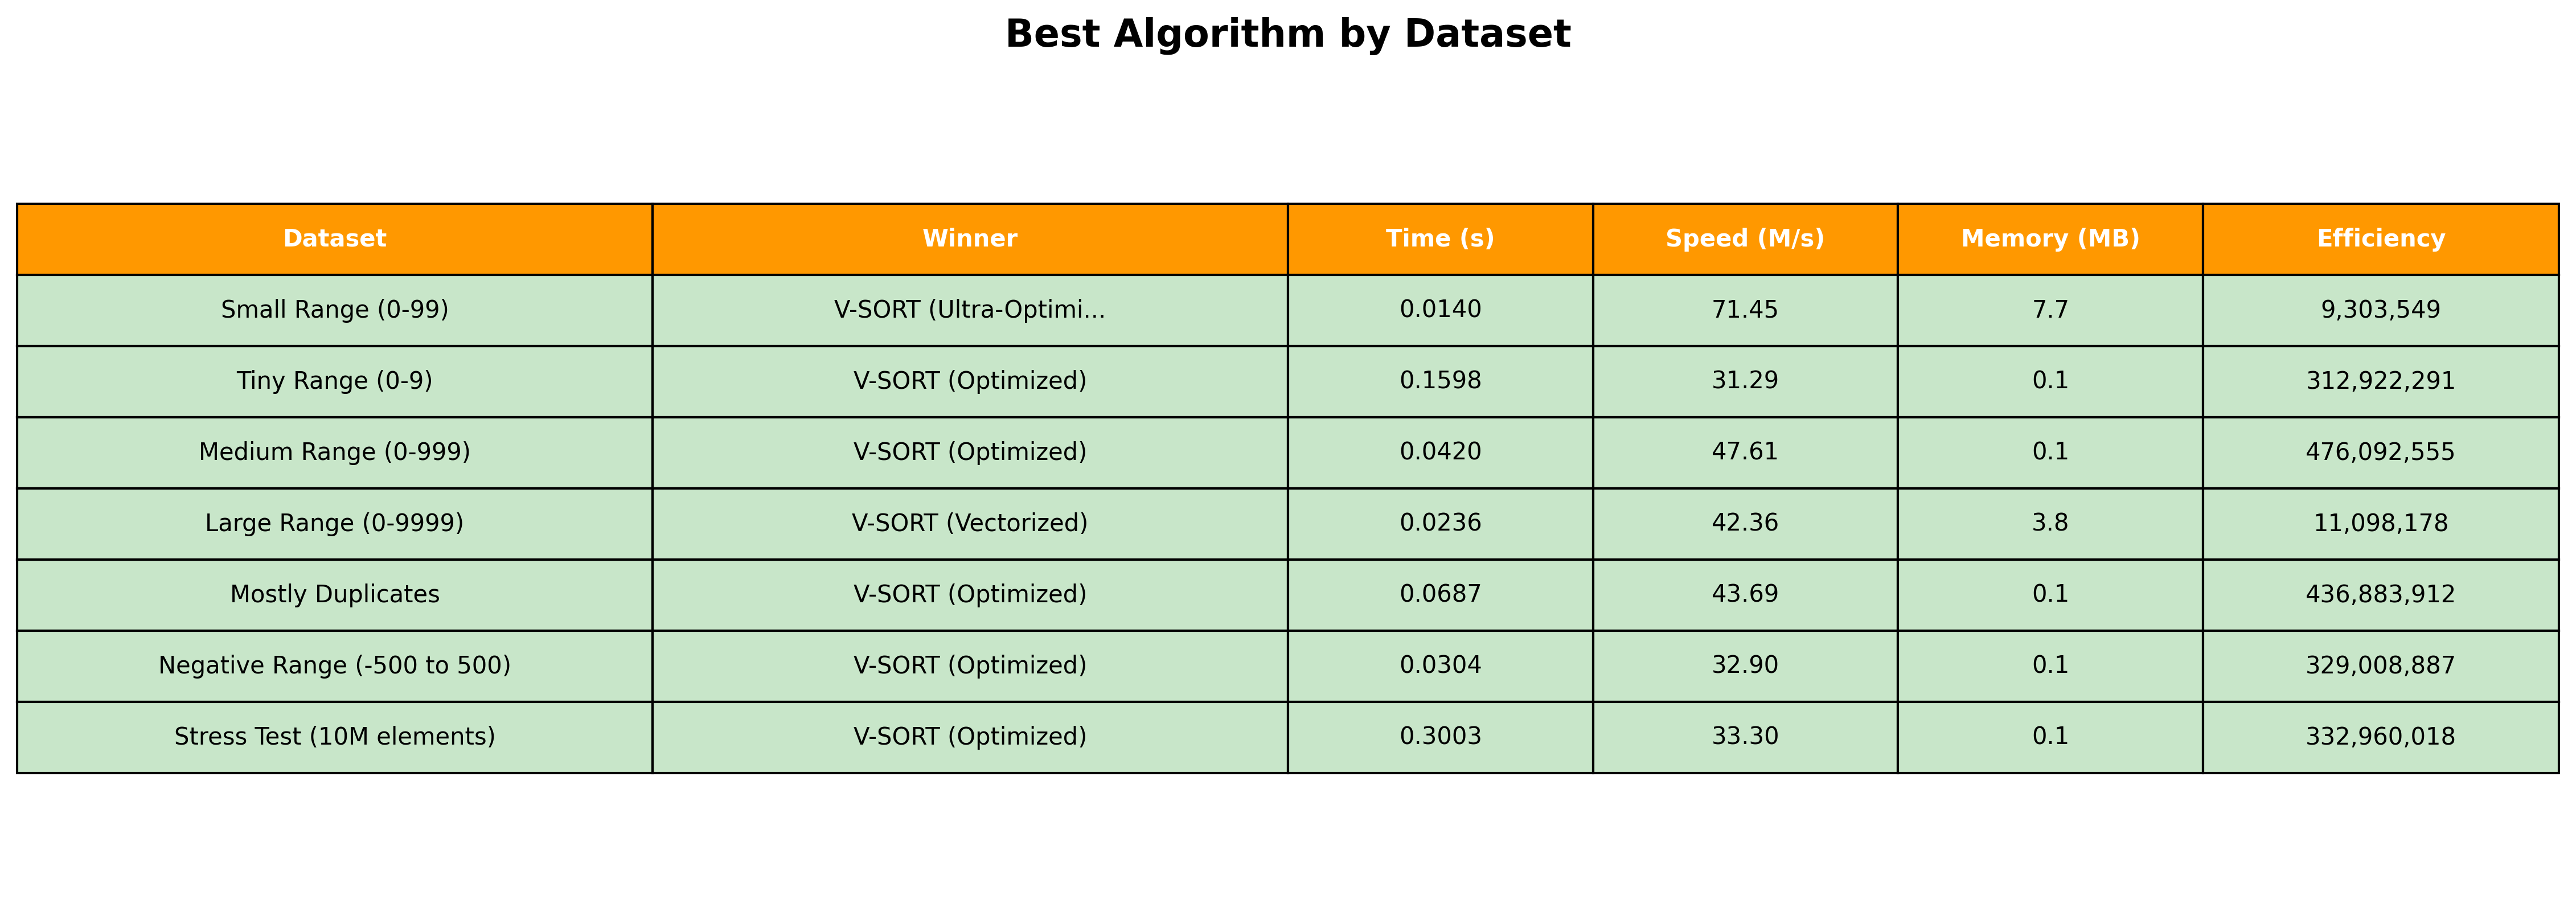 Best Algorithm by Dataset
Dataset Winner Time (s) Speed (M/s) Memory (MB) Efficiency
Small Range (0-99) V-SORT (Ultra-Optimi... 0.0140 71.45 7.7 9,303,549
Tiny Range (0-9) V-SORT (Optimized) 0.1598 31.29 0.1 312,922,291
Medium Range (0-999) V-SORT (Optimized) 0.0420 47.61 0.1 476,092,555
Large Range (0-9999) V-SORT (Vectorized) 0.0236 42.36 3.8 11,098,178
Mostly Duplicates V-SORT (Optimized) 0.0687 43.69 0.1 436,883,912
Negative Range (-500 to 500) V-SORT (Optimized) 0.0304 32.90 0.1 329,008,887
Stress Test (10M elements) V-SORT (Optimized) 0.3003 33.30 0.1 332,960,018